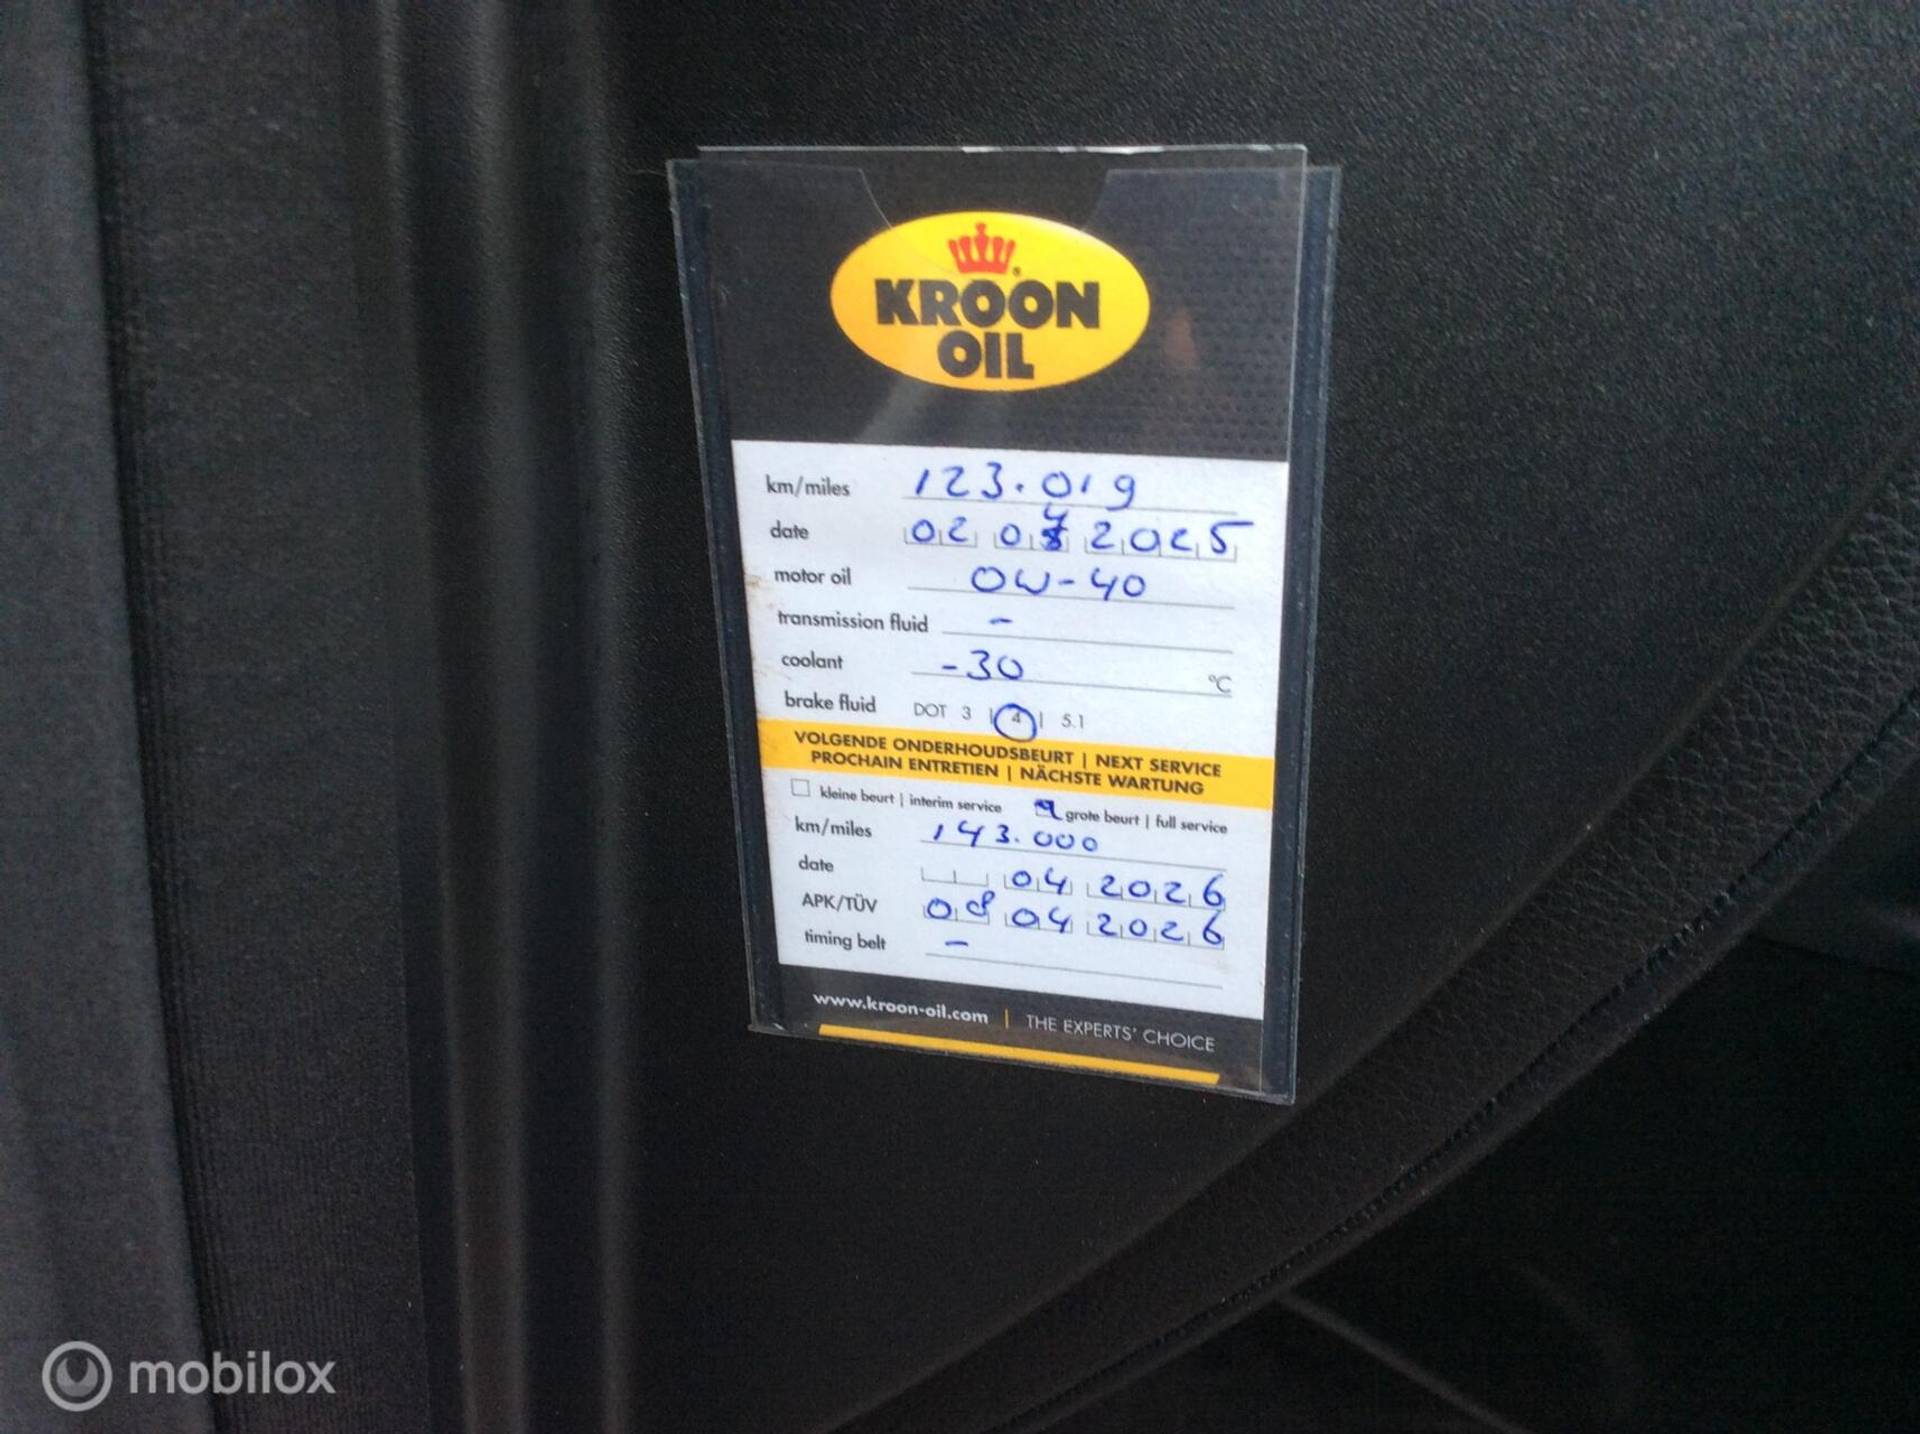 KROON
OIL
km/miles 123.019
date 02 04 2025
motor oil 0W-40
transmission fluid -
coolant -30 °C
brake fluid DOT 3 | 4 | 5.1
VOLGENDE ONDERHOUDSBEURT | NEXT SERVICE
PROCHAIN ENTRETIEN | NÄCHSTE WARTUNG
kleine beurt | interim service grote beurt | full service
km/miles 143.000
date 04 2026
APK/TÜV 08 04 2026
timing belt -
www.kroon-oil.com | THE EXPERTS' CHOICE
mobilox